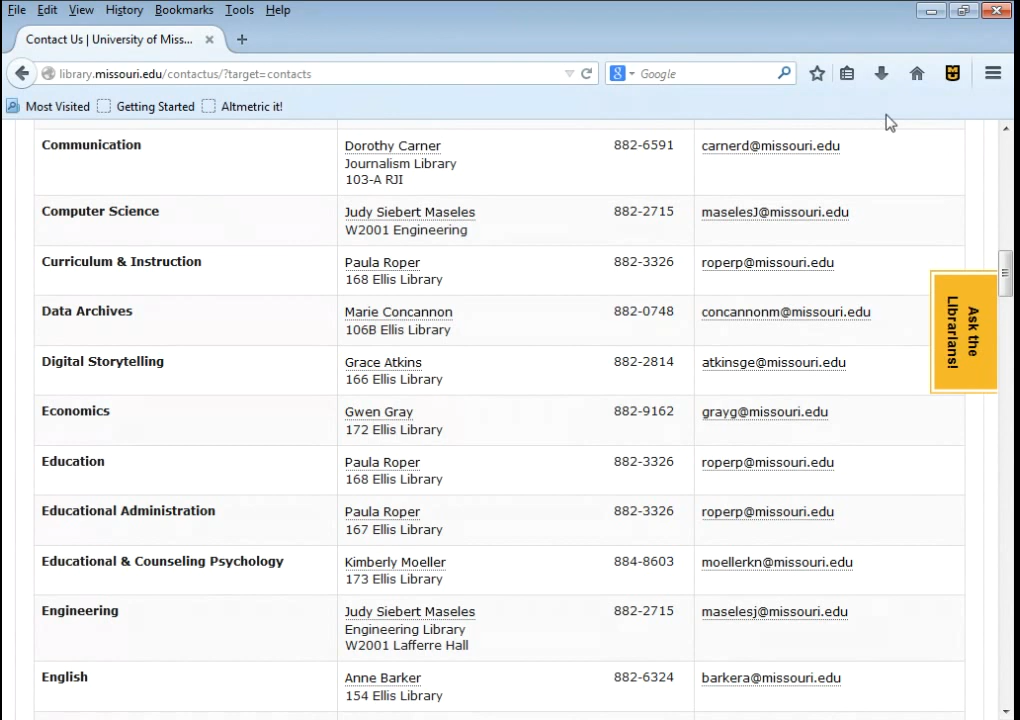 File Edit View History Bookmarks Tools Help
Contact Us | University of Miss...
library.missouri.edu/contactus/?target=contacts
Google
Most Visited Getting Started Altmetric it!
Communication Dorothy Carner 882-6591 carnerd@missouri.edu
Journalism Library
103-A RJI
Computer Science Judy Siebert Maseles 882-2715 maselesJ@missouri.edu
W2001 Engineering
Curriculum & Instruction Paula Roper 882-3326 roperp@missouri.edu
168 Ellis Library
Data Archives Marie Concannon 882-0748 concannonm@missouri.edu
106B Ellis Library
Ask the
Librarians!
Digital Storytelling Grace Atkins 882-2814 atkinsge@missouri.edu
166 Ellis Library
Economics Gwen Gray 882-9162 grayg@missouri.edu
172 Ellis Library
Education Paula Roper 882-3326 roperp@missouri.edu
168 Ellis Library
Educational Administration Paula Roper 882-3326 roperp@missouri.edu
167 Ellis Library
Educational & Counseling Psychology Kimberly Moeller 884-8603 moellerkn@missouri.edu
173 Ellis Library
Engineering Judy Siebert Maseles 882-2715 maselesj@missouri.edu
Engineering Library
W2001 Lafferre Hall
English Anne Barker 882-6324 barkera@missouri.edu
154 Ellis Library